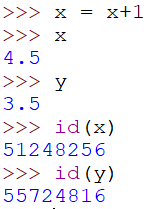 >>> x = x+1
>>> x
4.5
>>> y
3.5
>>> id(x)
51248256
>>> id(y)
55724816